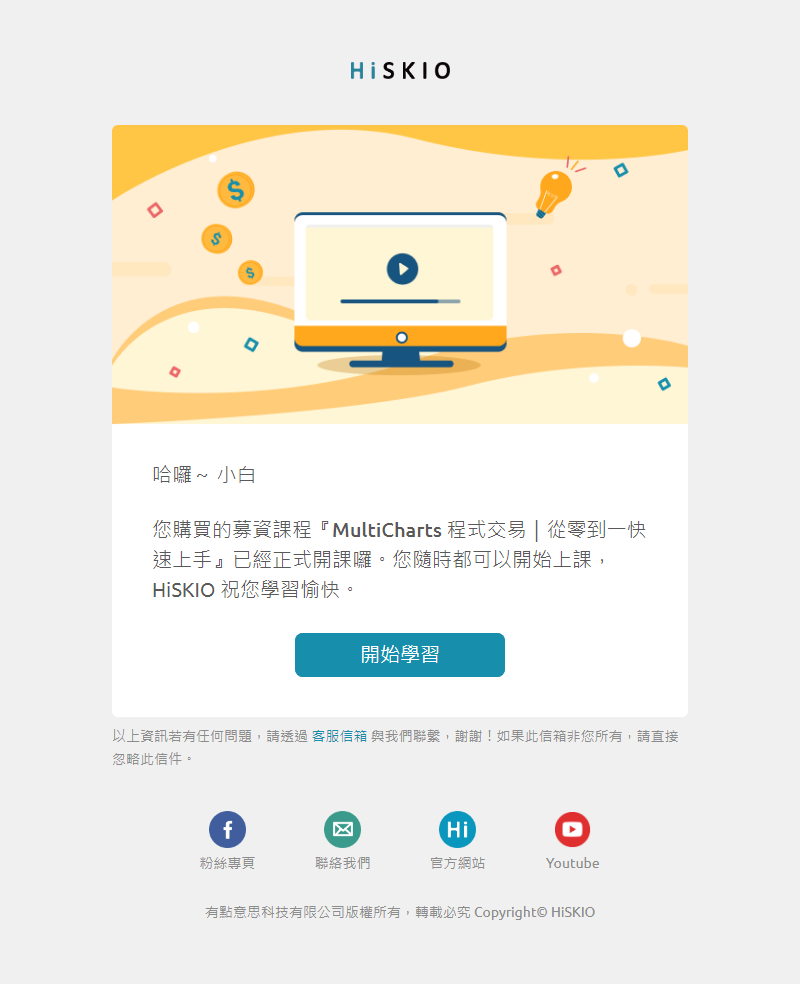 HiSKIO
$
$
$
哈囉～ 小白
您購買的募資課程『MultiCharts 程式交易｜從零到一快
速上手』已經正式開課囉。您隨時都可以開始上課，
HiSKIO 祝您學習愉快。
開始學習
以上資訊若有任何問題，請透過 客服信箱 與我們聯繫，謝謝！如果此信箱非您所有，請直接
忽略此信件。
f
Hi
粉絲專頁
聯絡我們
官方網站
Youtube
有點意思科技有限公司版權所有，轉載必究 Copyright© HiSKIO